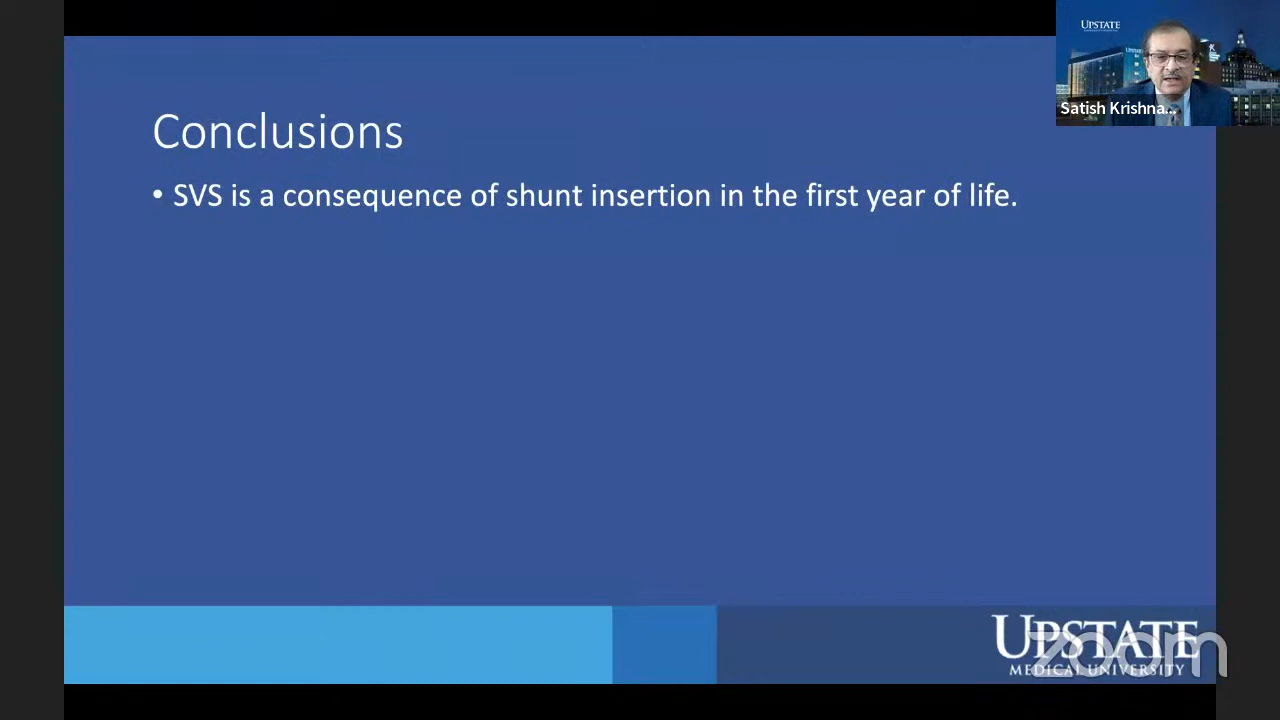 UPSTATE
Satish Krishna...
Conclusions
• SVS is a consequence of shunt insertion in the first year of life.
UPSTATE
MEDICAL UNIVERSITY
zoom